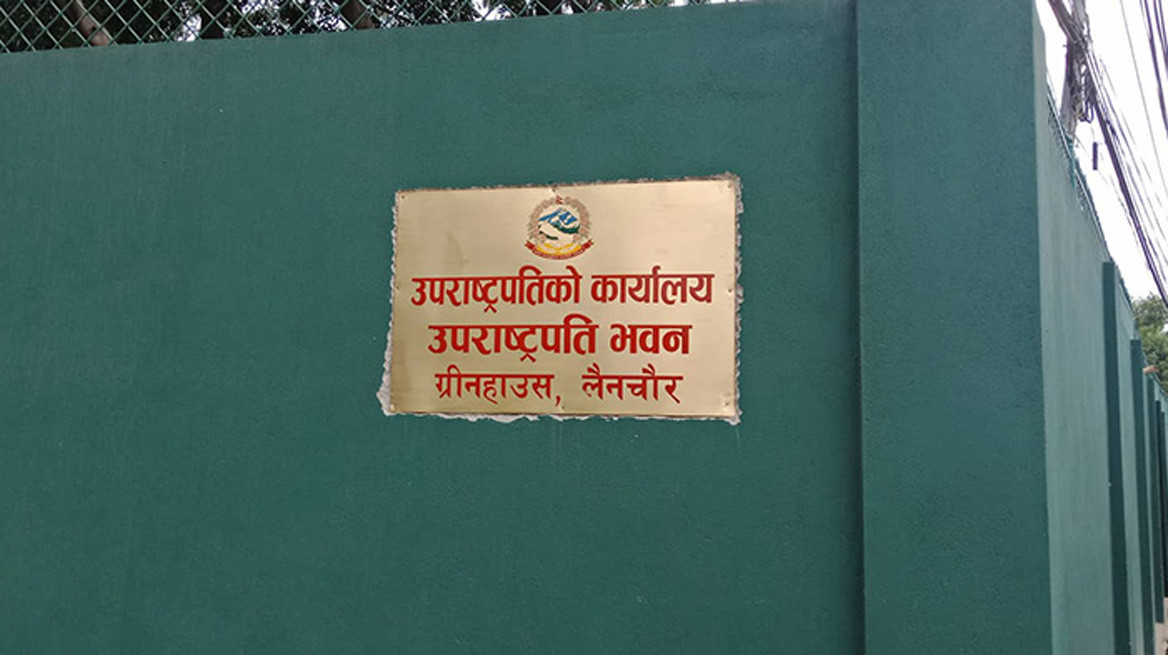 उपराष्ट्रपतिको कार्यालय
उपराष्ट्रपति भवन
ग्रीनहाउस, लैनचौर